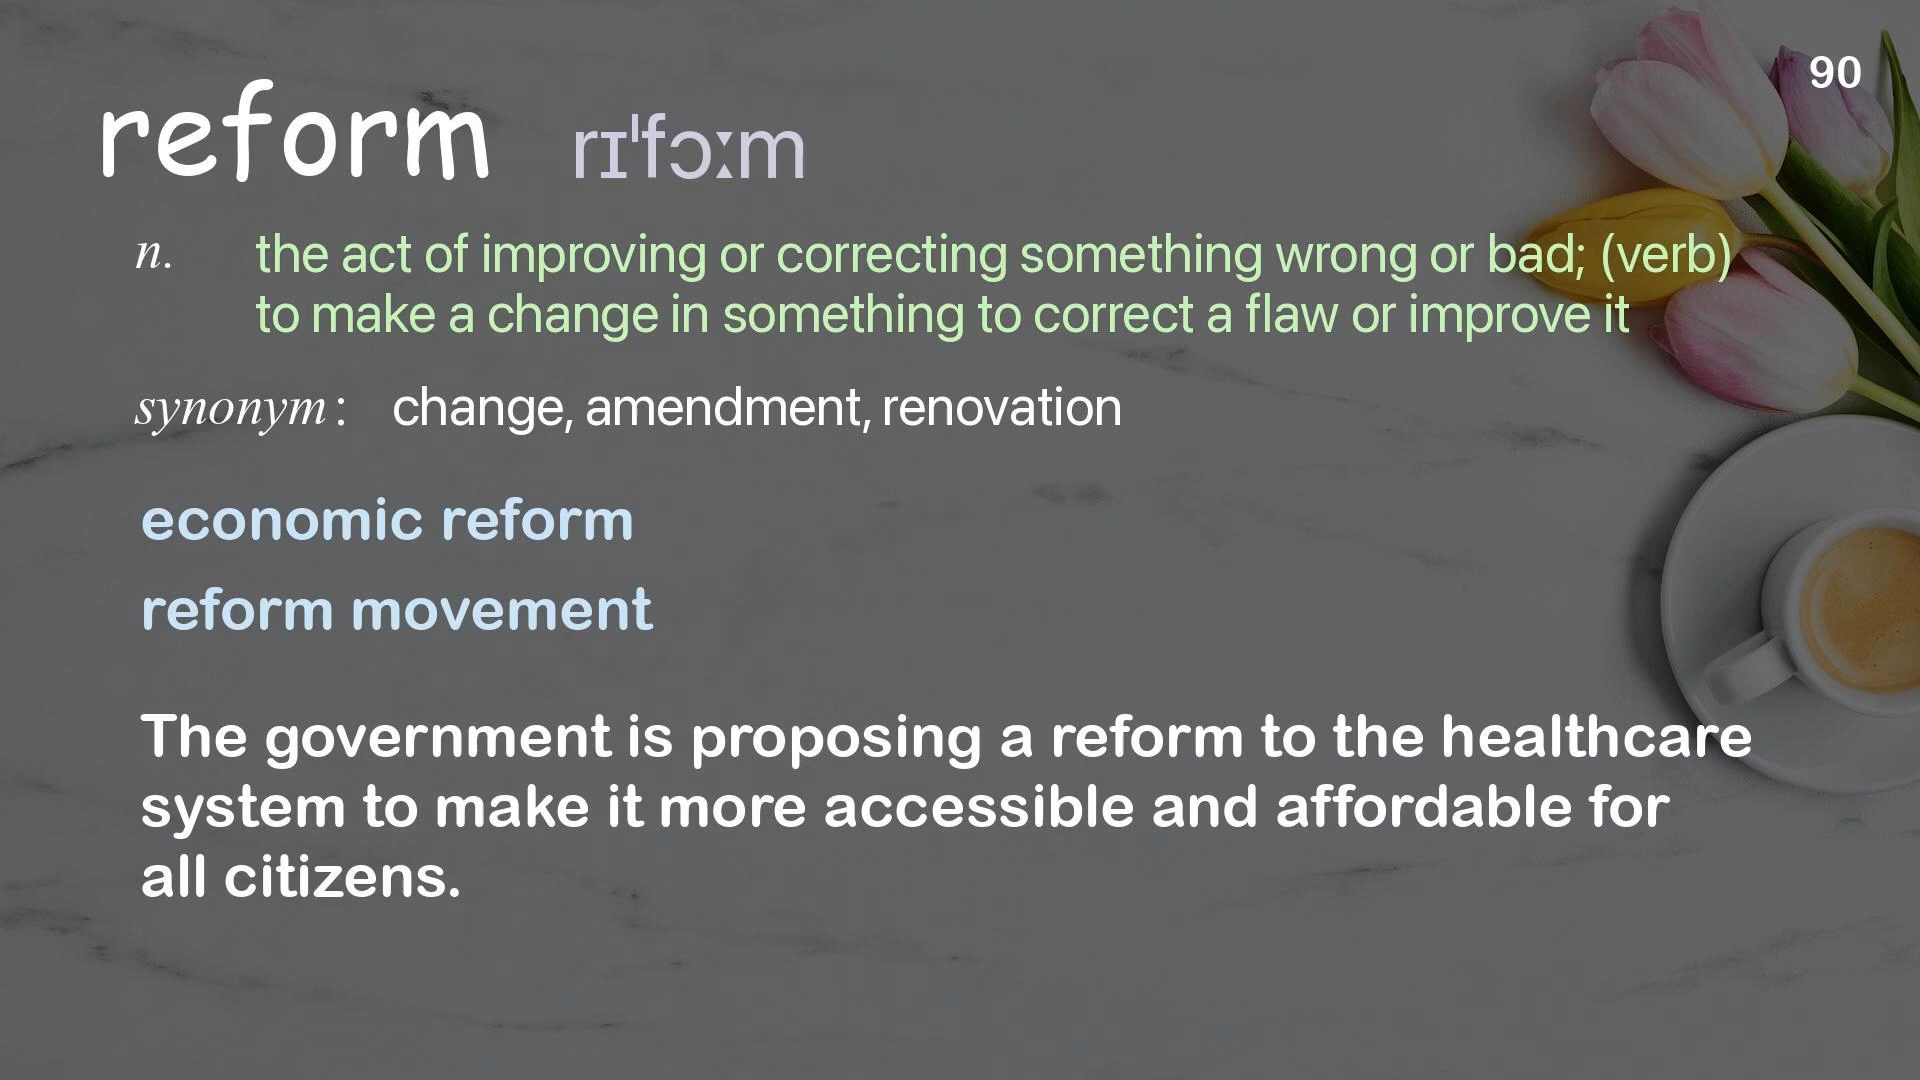 90
reform rɪˈfɔːm
n. the act of improving or correcting something wrong or bad; (verb)
to make a change in something to correct a flaw or improve it
synonym : change, amendment, renovation
economic reform
reform movement
The government is proposing a reform to the healthcare
system to make it more accessible and affordable for
all citizens.